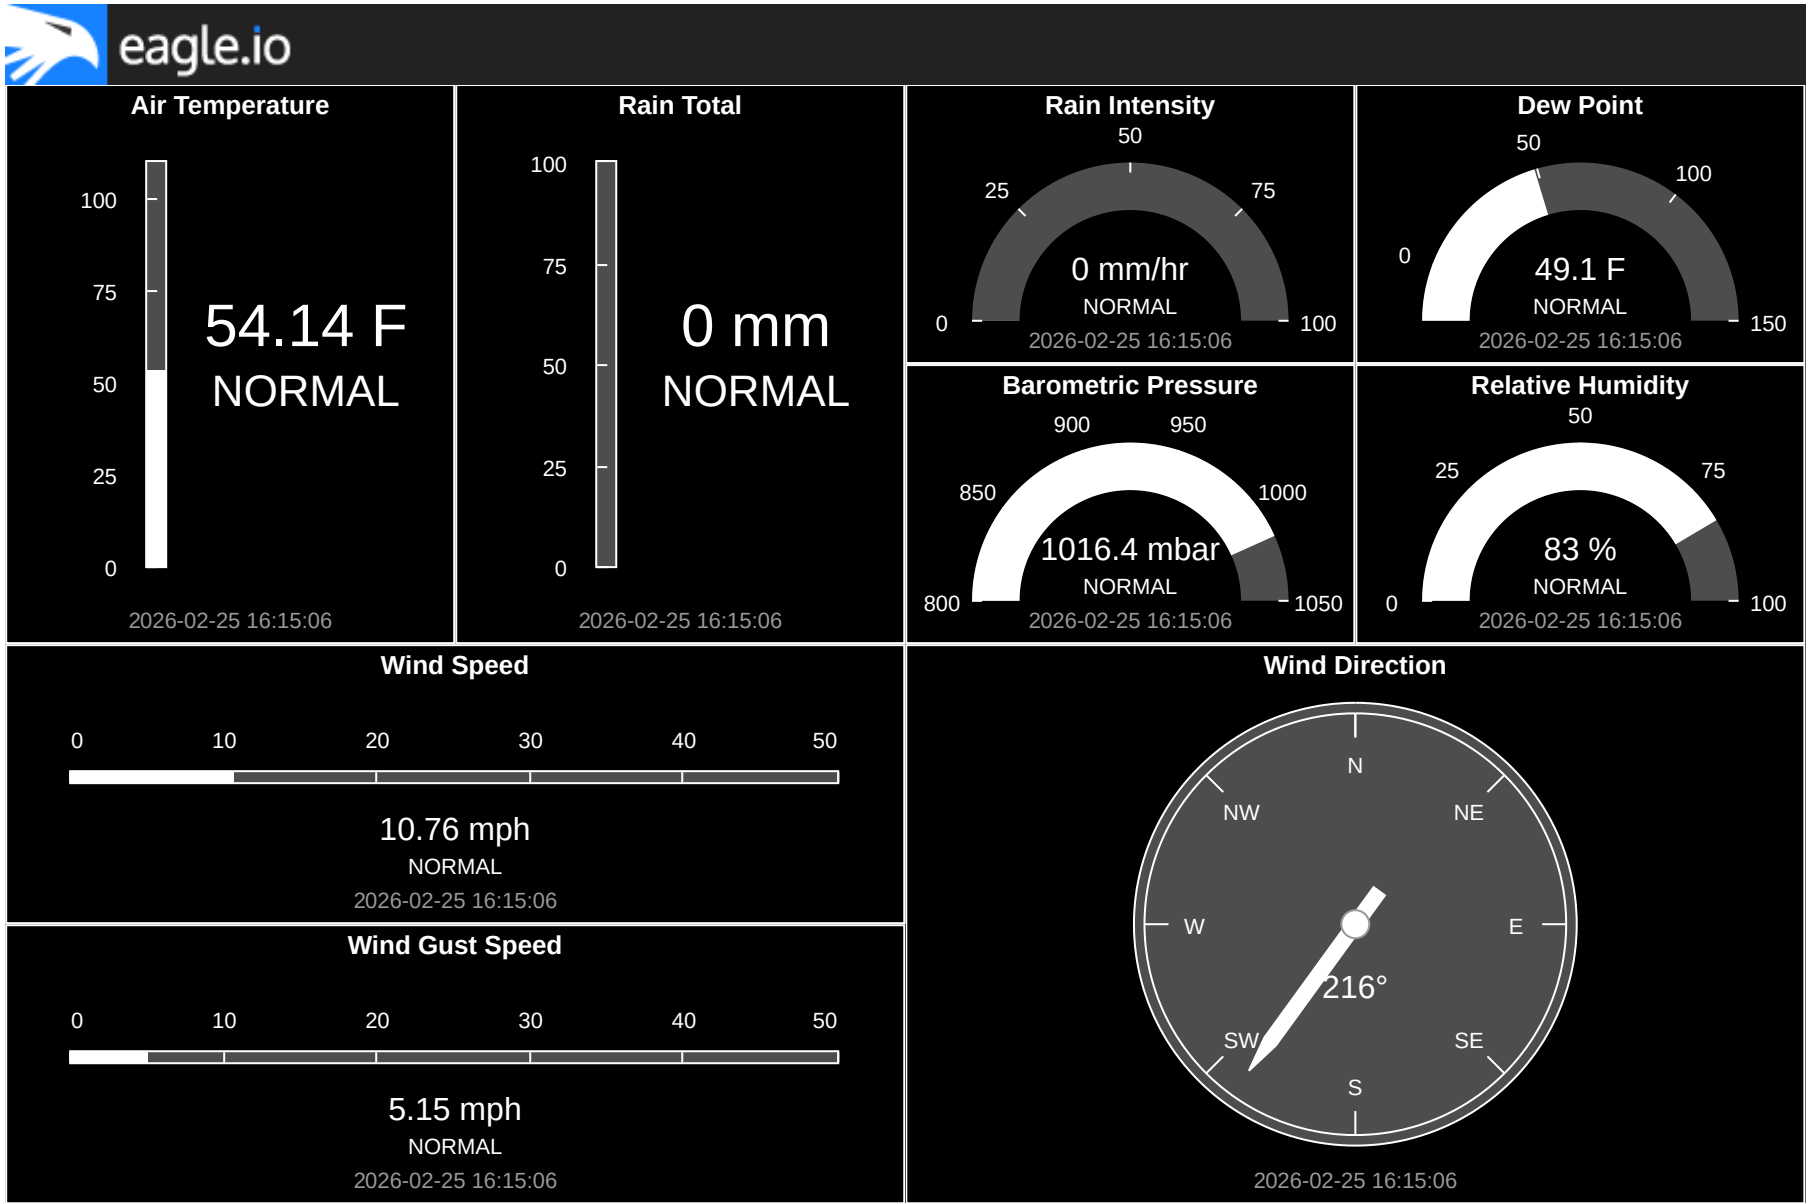 eagle.io
Air Temperature
100
75
50
25
0
54.14 F
NORMAL
2026-02-25 16:15:06
Rain Total
100
75
50
25
0
0 mm
NORMAL
2026-02-25 16:15:06
Rain Intensity
0
25
50
75
100
0 mm/hr
NORMAL
2026-02-25 16:15:06
Dew Point
0
50
100
150
49.1 F
NORMAL
2026-02-25 16:15:06
Barometric Pressure
800
850
900
950
1000
1050
1016.4 mbar
NORMAL
2026-02-25 16:15:06
Relative Humidity
0
25
50
75
100
83 %
NORMAL
2026-02-25 16:15:06
Wind Speed
0 10 20 30 40 50
10.76 mph
NORMAL
2026-02-25 16:15:06
Wind Gust Speed
0 10 20 30 40 50
5.15 mph
NORMAL
2026-02-25 16:15:06
Wind Direction
N
NW NE
W E
216°
SW SE
S
2026-02-25 16:15:06